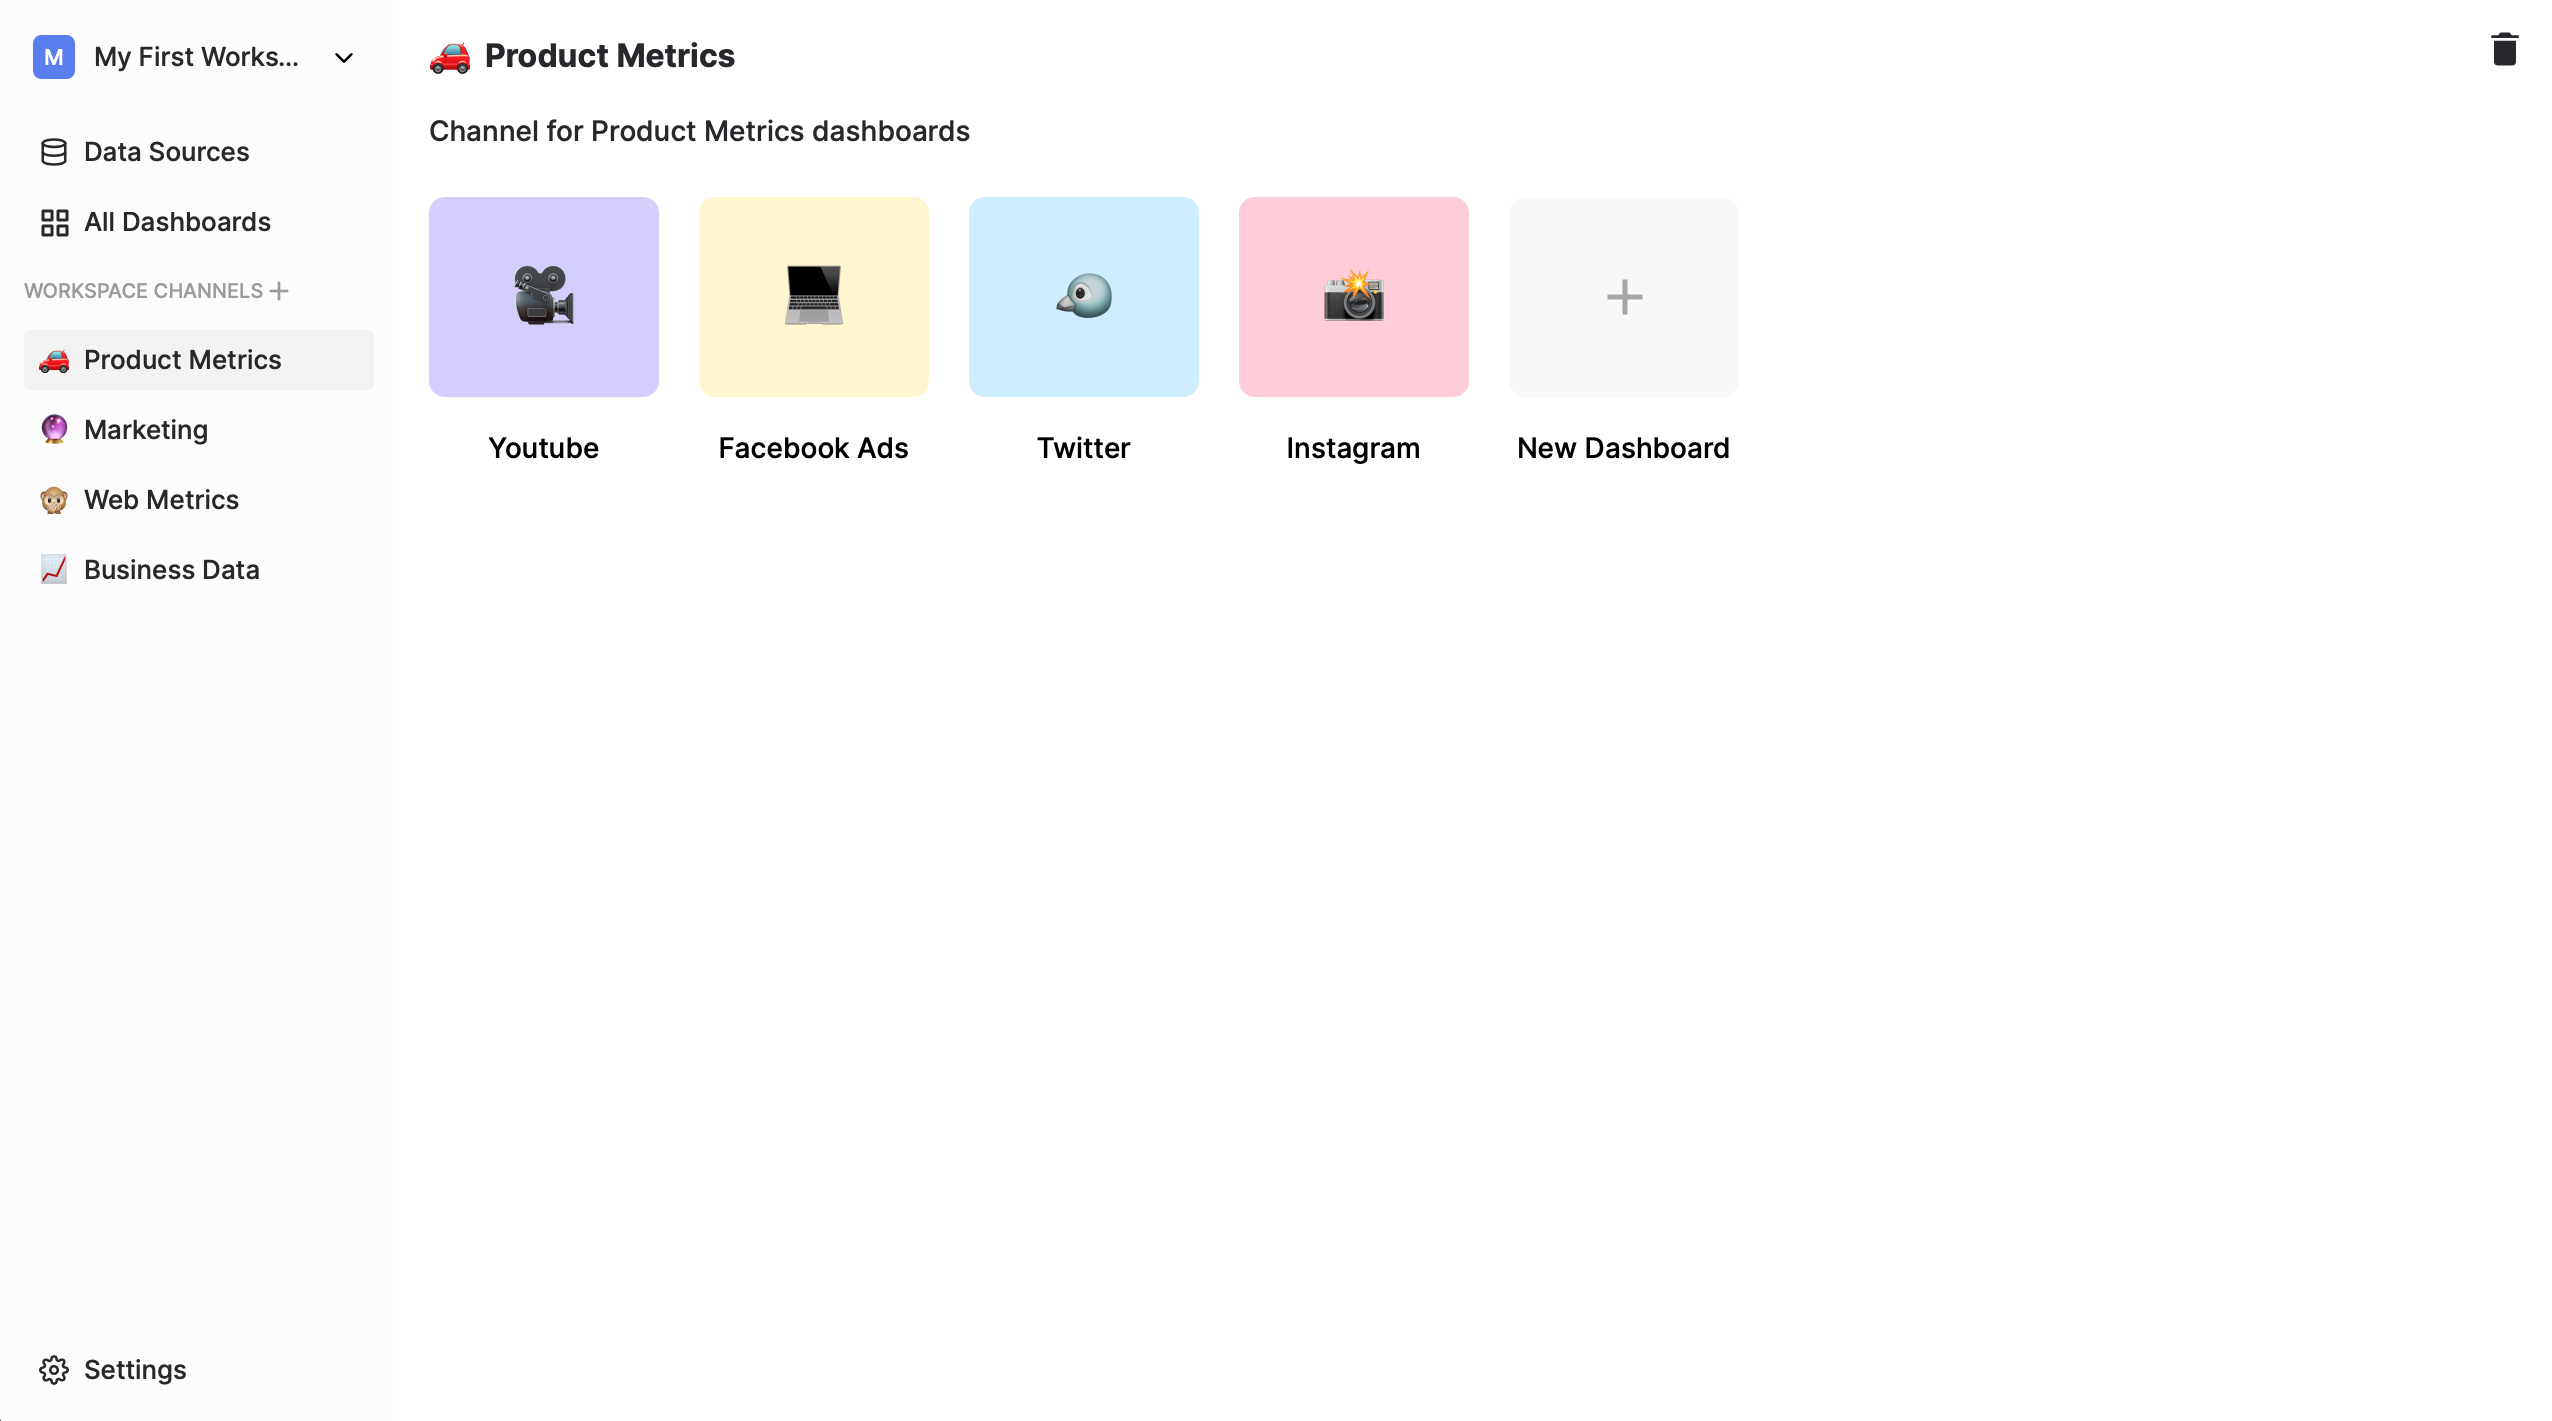 M My First Works...
Data Sources
All Dashboards
WORKSPACE CHANNELS
Product Metrics
Marketing
Web Metrics
Business Data
Settings
Product Metrics
Channel for Product Metrics dashboards
Youtube
Facebook Ads
Twitter
Instagram
New Dashboard